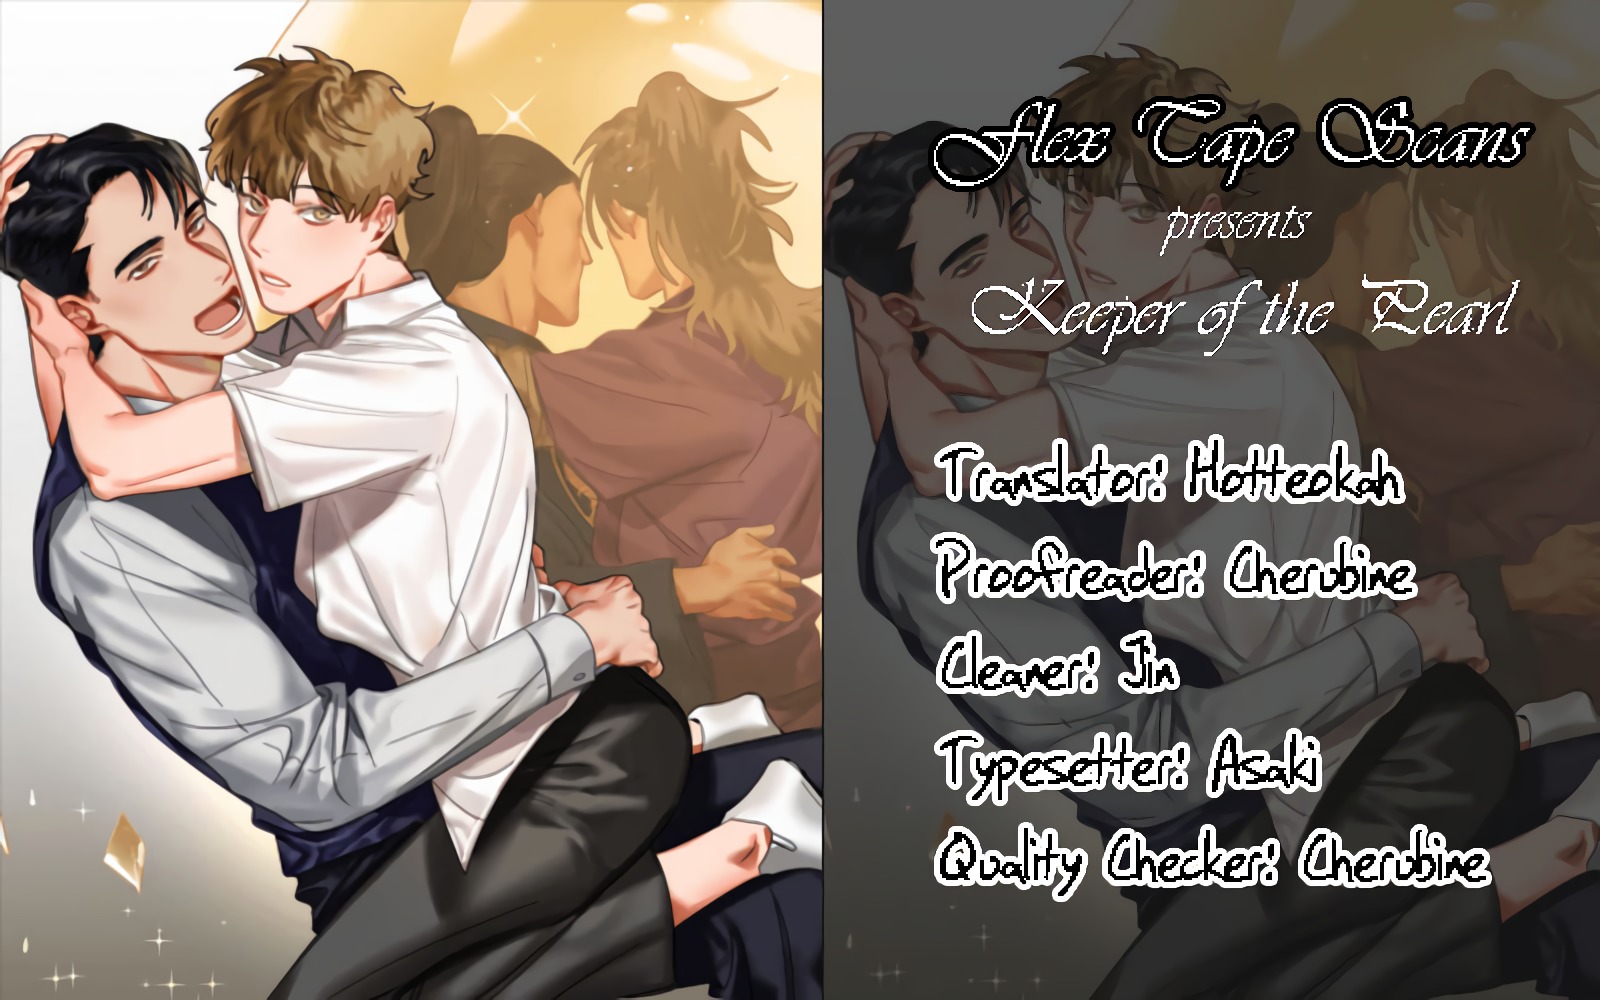 Flex Tape Scans
presents
Keeper of the Pearl
Translator: Hotteokah
Proofreader: Cherubine
Cleaner: Jin
Typesetter: Asaki
Quality Checker: Cherubine